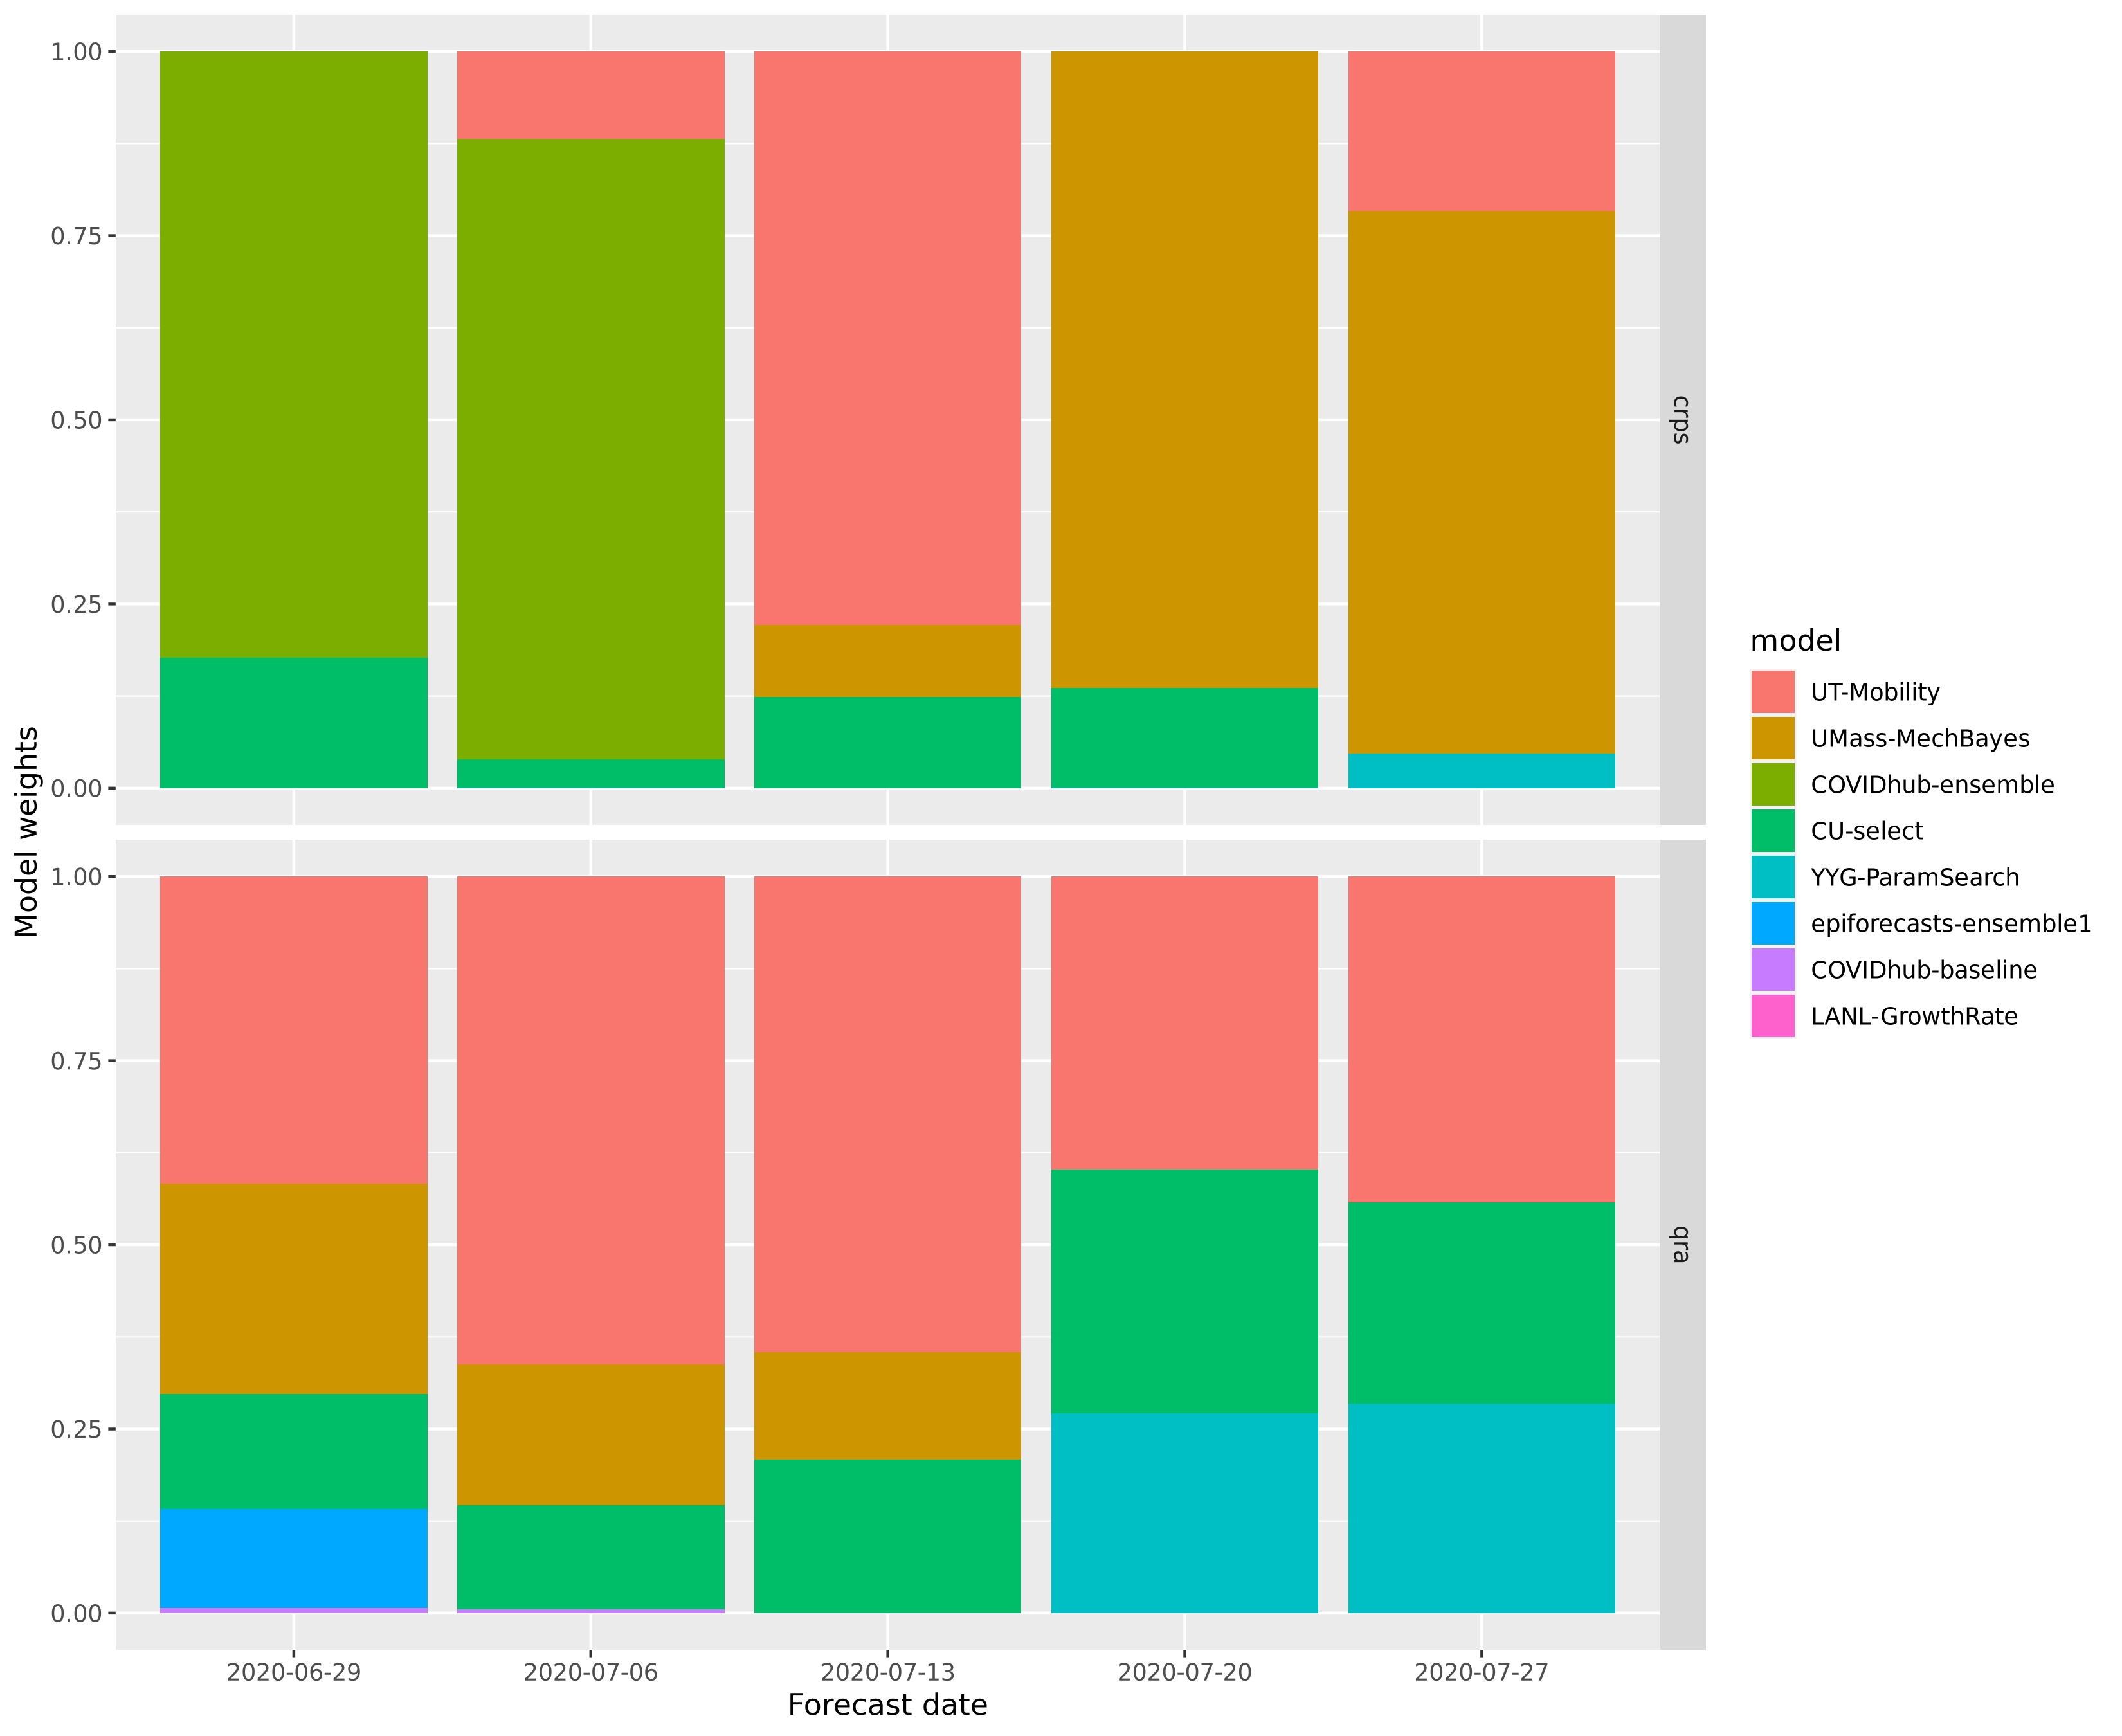 Model weights
1.00
0.75
0.50
0.25
0.00
crps
1.00
0.75
0.50
0.25
0.00
qra
2020-06-29
2020-07-06
2020-07-13
2020-07-20
2020-07-27
Forecast date
model
UT-Mobility
UMass-MechBayes
COVIDhub-ensemble
CU-select
YYG-ParamSearch
epiforecasts-ensemble1
COVIDhub-baseline
LANL-GrowthRate